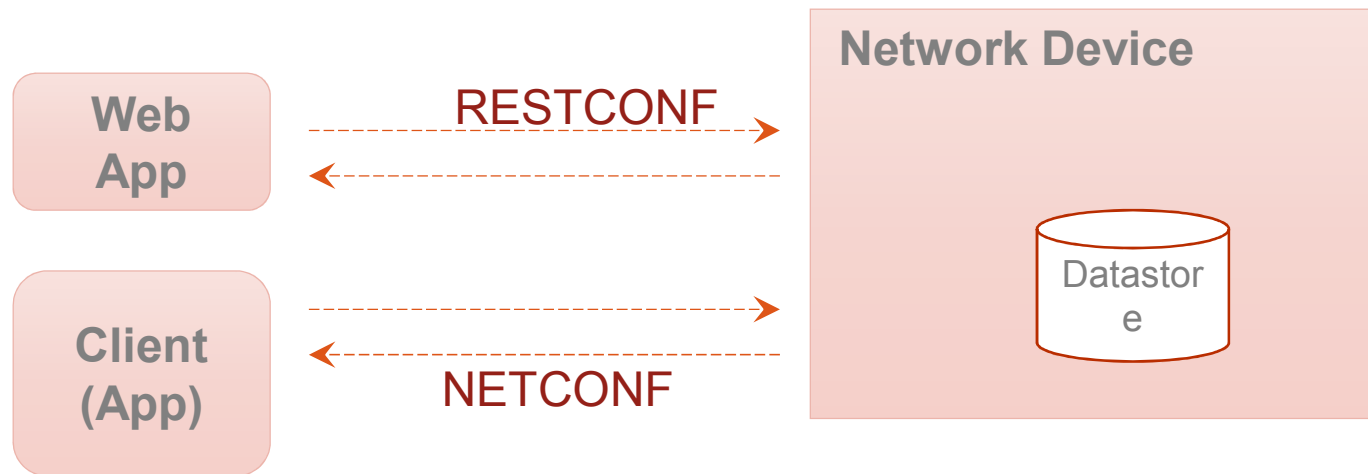 Network Device
Web
App
RESTCONF
Datastor
e
Client
(App)
NETCONF